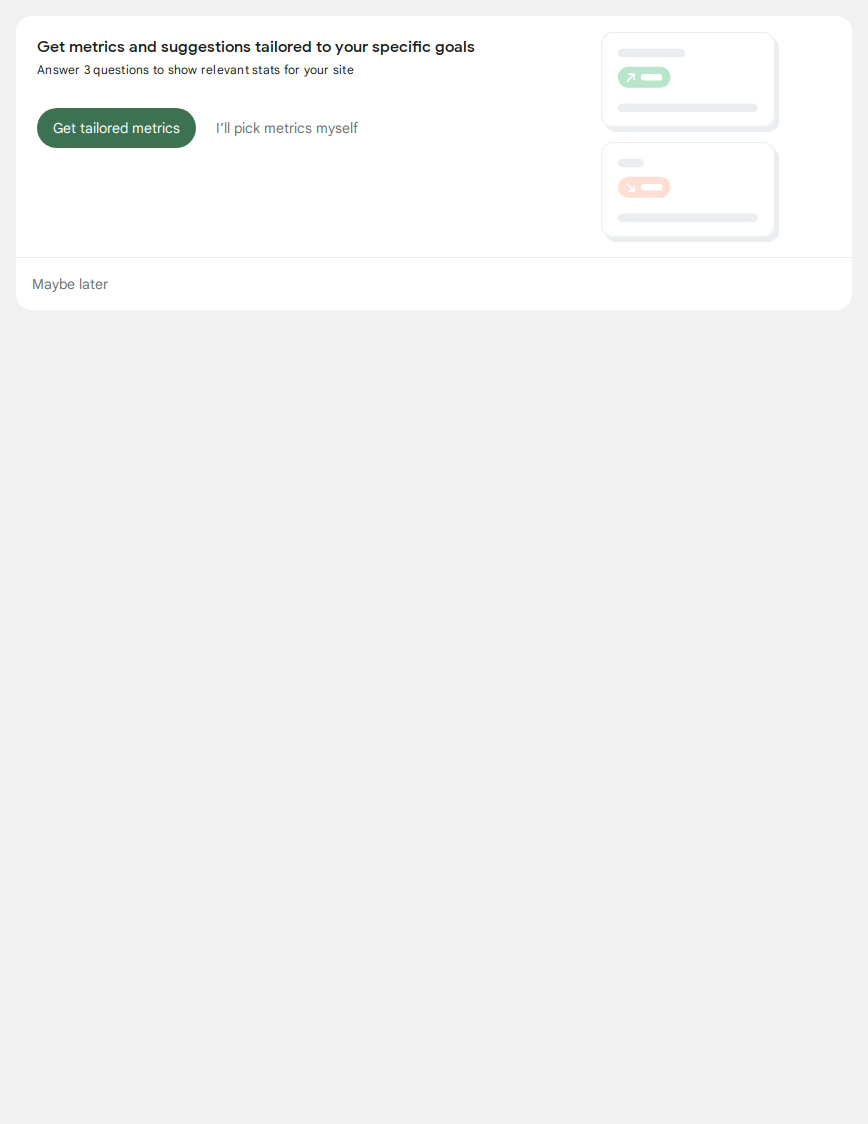 Get metrics and suggestions tailored to your specific goals
Answer 3 questions to show relevant stats for your site
Get tailored metrics
I’ll pick metrics myself
Maybe later